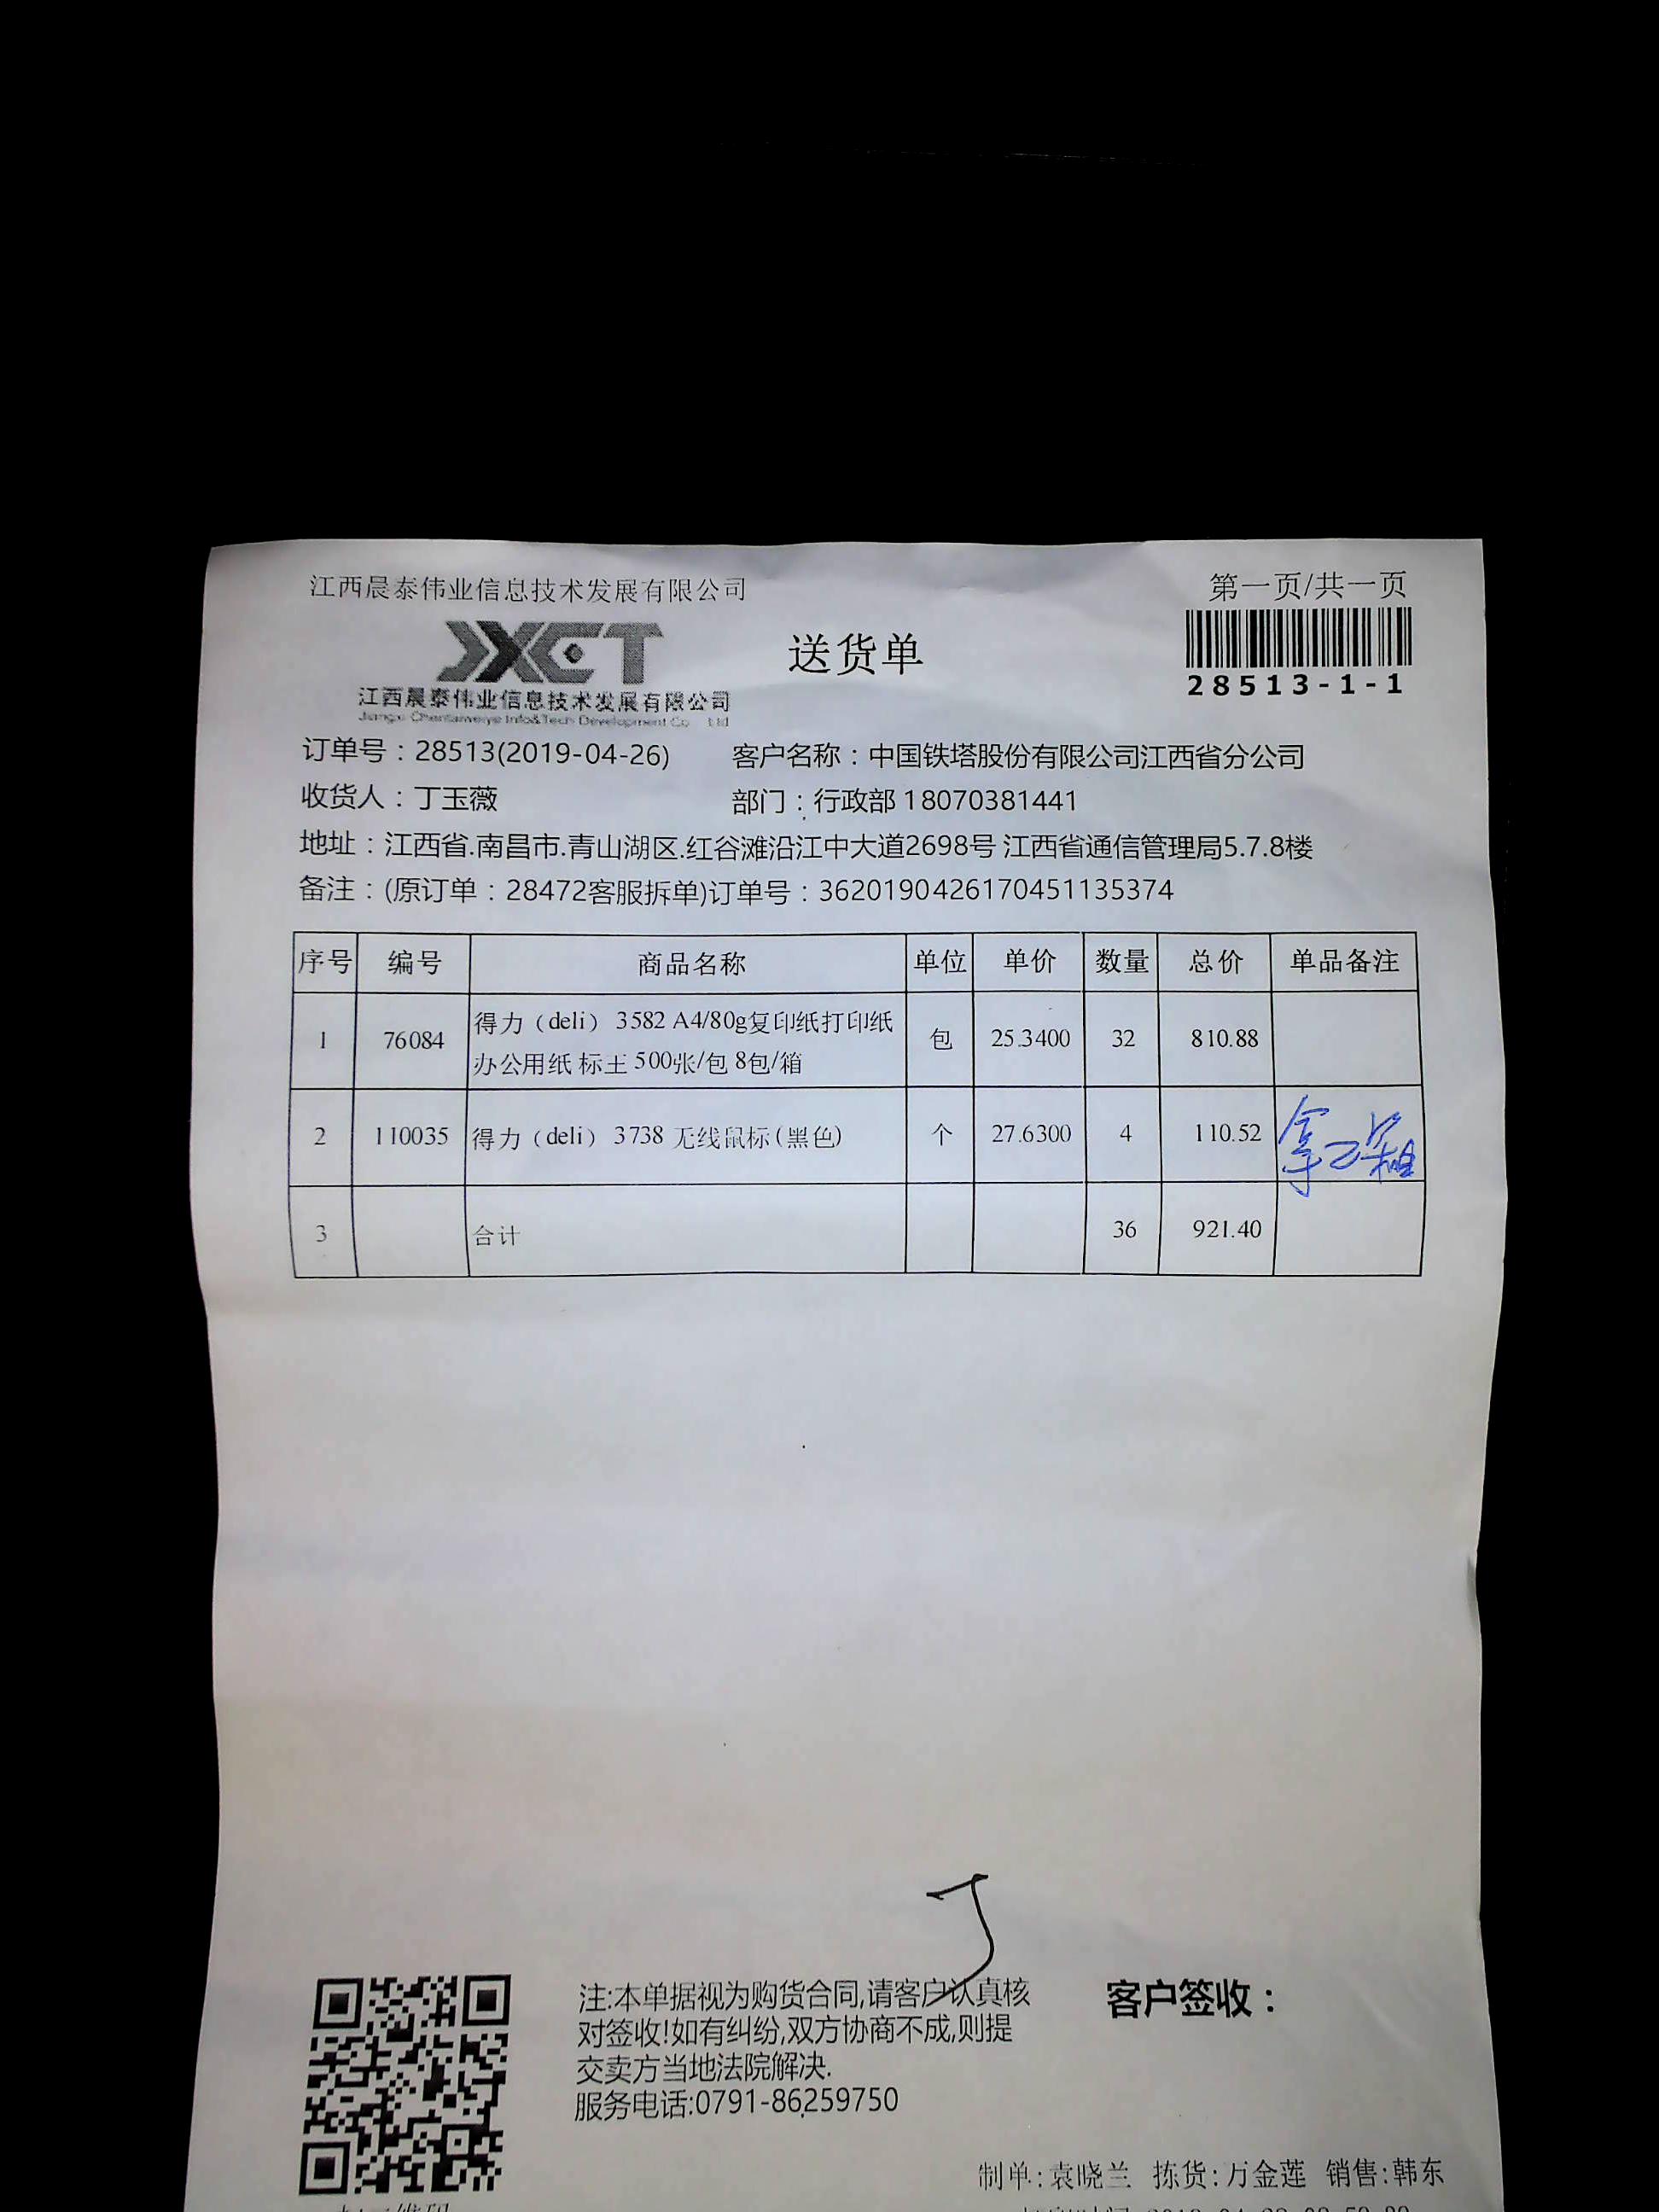 江西晨泰伟业信息技术发展有限公司
第一页/共一页
JXCT
送货单
28513-1-1
江西晨泰伟业信息技术发展有限公司
Jiangxi Chentaiweiye Info&Tech Development Co. Ltd
订单号：28513(2019-04-26) 客户名称：中国铁塔股份有限公司江西省分公司
收货人：丁玉薇 部门：行政部 18070381441
地址：江西省.南昌市.青山湖区.红谷滩沿江中大道2698号 江西省通信管理局5.7.8楼
备注：(原订单：28472客服拆单)订单号：3620190426170451135374
序号 编号 商品名称 单位 单价 数量 总价 单品备注
1 76084 得力（deli） 3582 A4/80g复印纸打印纸 包 25.3400 32 810.88
办公用纸 标王 500张/包 8包/箱
2 110035 得力（deli） 3738 无线鼠标(黑色) 个 27.6300 4 110.52
3 合计 36 921.40
注:本单据视为购货合同,请客户认真核
对签收!如有纠纷,双方协商不成,则提
交卖方当地法院解决.
服务电话:0791-86259750
客户签收：
制单:袁晓兰 拣货:万金莲 销售:韩东